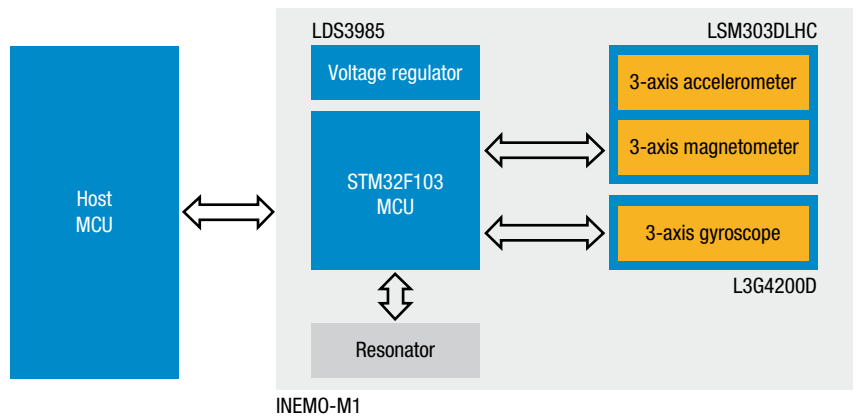 LDS3985
LSM303DLHC
Voltage regulator
3-axis accelerometer
3-axis magnetometer
STM32F103
MCU
Host
MCU
3-axis gyroscope
L3G4200D
Resonator
INEMO-M1